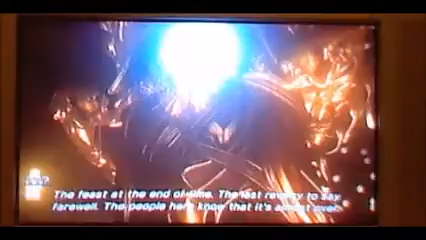 The feast at the end of time. The last revelry to say
farewell. The people here know that it's almost over.